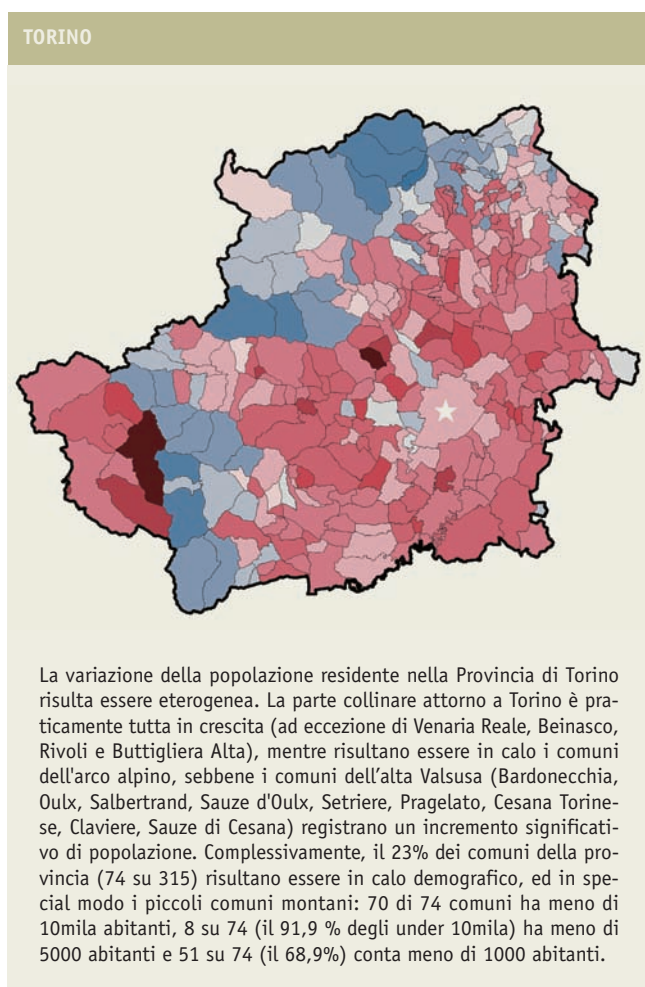 TORINO
La variazione della popolazione residente nella Provincia di Torino
risulta essere eterogenea. La parte collinare attorno a Torino è pra-
ticamente tutta in crescita (ad eccezione di Venaria Reale, Beinasco,
Rivoli e Buttigliera Alta), mentre risultano essere in calo i comuni
dell'arco alpino, sebbene i comuni dell’alta Valsusa (Bardonecchia,
Oulx, Salbertrand, Sauze d'Oulx, Setriere, Pragelato, Cesana Torine-
se, Claviere, Sauze di Cesana) registrano un incremento significati-
vo di popolazione. Complessivamente, il 23% dei comuni della pro-
vincia (74 su 315) risultano essere in calo demografico, ed in spe-
cial modo i piccoli comuni montani: 70 di 74 comuni ha meno di
10mila abitanti, 8 su 74 (il 91,9 % degli under 10mila) ha meno di
5000 abitanti e 51 su 74 (il 68,9%) conta meno di 1000 abitanti.